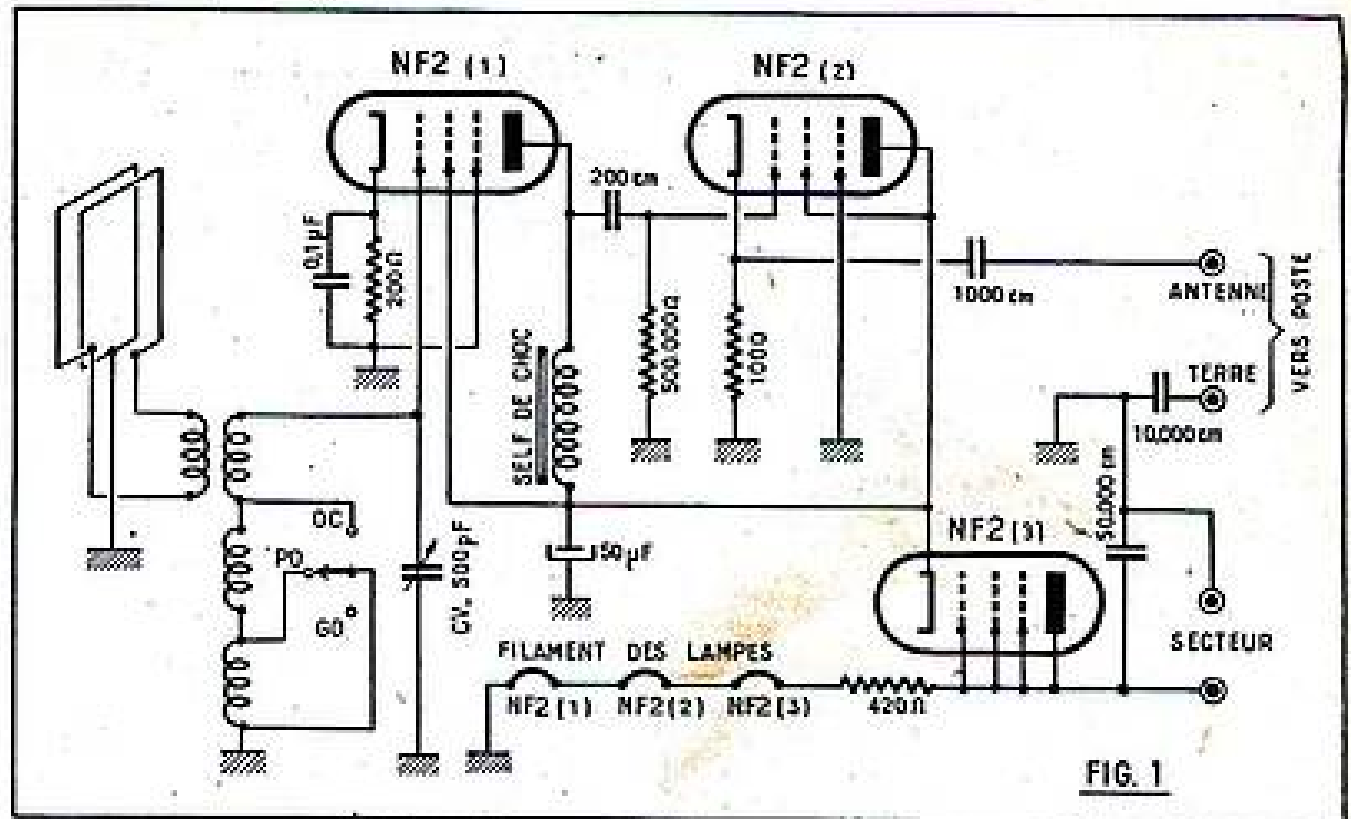 NF2 (1)
NF2 (2)
0,1µF
200Ω
200 cm
500.000Ω
100Ω
1000 cm
ANTENNE
TERRE
VERS POSTE
10.000 cm
50.000 cm
SELF DE CHOC
OC
PO
GO
CV. 500pF
50µF
NF2 (3)
SECTEUR
FILAMENT DES LAMPES
NF2(1) NF2(2) NF2(3)
420Ω
FIG. 1